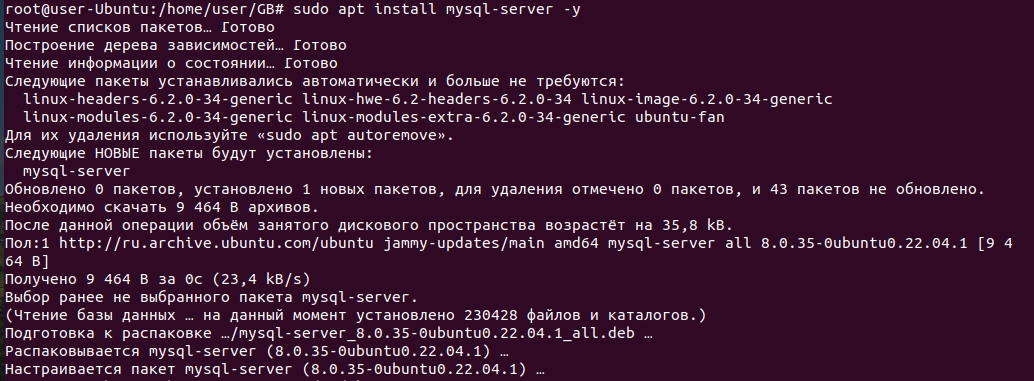 root@user-Ubuntu:/home/user/GB# sudo apt install mysql-server -y
Чтение списков пакетов… Готово
Построение дерева зависимостей… Готово
Чтение информации о состоянии… Готово
Следующие пакеты устанавливались автоматически и больше не требуются:
  linux-headers-6.2.0-34-generic linux-hwe-6.2-headers-6.2.0-34 linux-image-6.2.0-34-generic
  linux-modules-6.2.0-34-generic linux-modules-extra-6.2.0-34-generic ubuntu-fan
Для их удаления используйте «sudo apt autoremove».
Следующие НОВЫЕ пакеты будут установлены:
  mysql-server
Обновлено 0 пакетов, установлено 1 новых пакетов, для удаления отмечено 0 пакетов, и 43 пакетов не обновлено.
Необходимо скачать 9 464 B архивов.
После данной операции объём занятого дискового пространства возрастёт на 35,8 kB.
Пол:1 http://ru.archive.ubuntu.com/ubuntu jammy-updates/main amd64 mysql-server all 8.0.35-0ubuntu0.22.04.1 [9 4
64 B]
Получено 9 464 B за 0с (23,4 kB/s)
Выбор ранее не выбранного пакета mysql-server.
(Чтение базы данных … на данный момент установлено 230428 файлов и каталогов.)
Подготовка к распаковке …/mysql-server_8.0.35-0ubuntu0.22.04.1_all.deb …
Распаковывается mysql-server (8.0.35-0ubuntu0.22.04.1) …
Настраивается пакет mysql-server (8.0.35-0ubuntu0.22.04.1) …